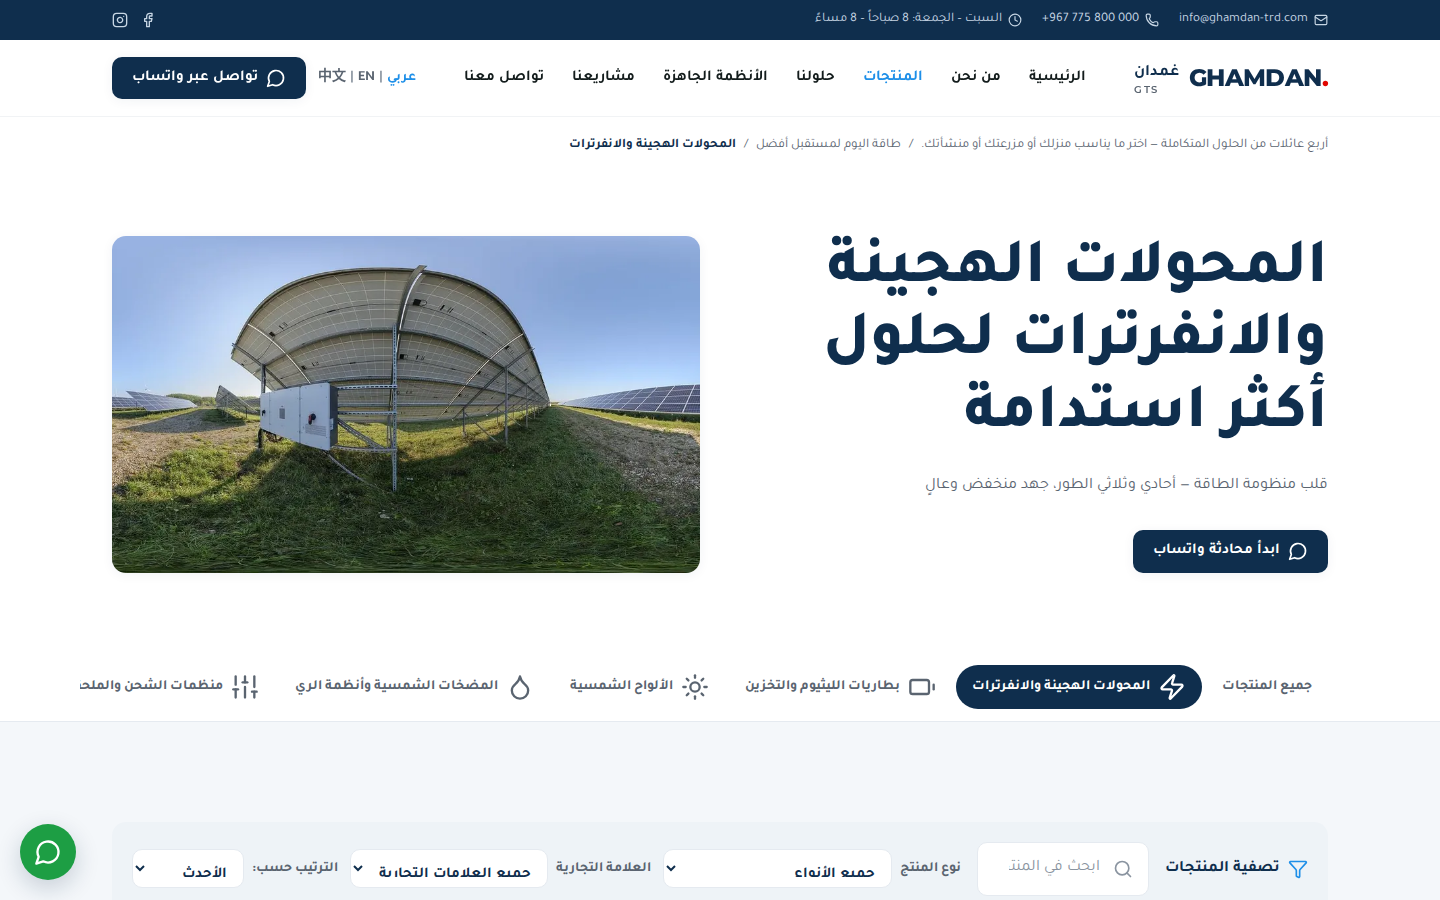 info@ghamdan-trd.com
+967 775 800 000
السبت - الجمعة: 8 صباحاً - 8 مساءً
غمدان
GTS
GHAMDAN.
الرئيسية
من نحن
المنتجات
حلولنا
الأنظمة الجاهزة
مشاريعنا
تواصل معنا
عربي | EN | 中文
تواصل عبر واتساب
أربع عائلات من الحلول المتكاملة – اختر ما يناسب منزلك أو مزرعتك أو منشأتك. / طاقة اليوم لمستقبل أفضل / المحولات الهجينة والانفرترات
المحولات الهجينة
والانفرترات لحلول
أكثر استدامة
قلب منظومة الطاقة – أحادي وثلاثي الطور، جهد منخفض وعالٍ
ابدأ محادثة واتساب
جميع المنتجات
المحولات الهجينة والانفرترات
بطاريات الليثيوم والتخزين
الألواح الشمسية
المضخات الشمسية وأنظمة الري
منظمات الشحن
تصفية المنتجات
ابحث في
نوع المنتج
جميع الأنواع
العلامة التجارية
جميع العلامات التجارية
الترتيب حسب:
الأحدث